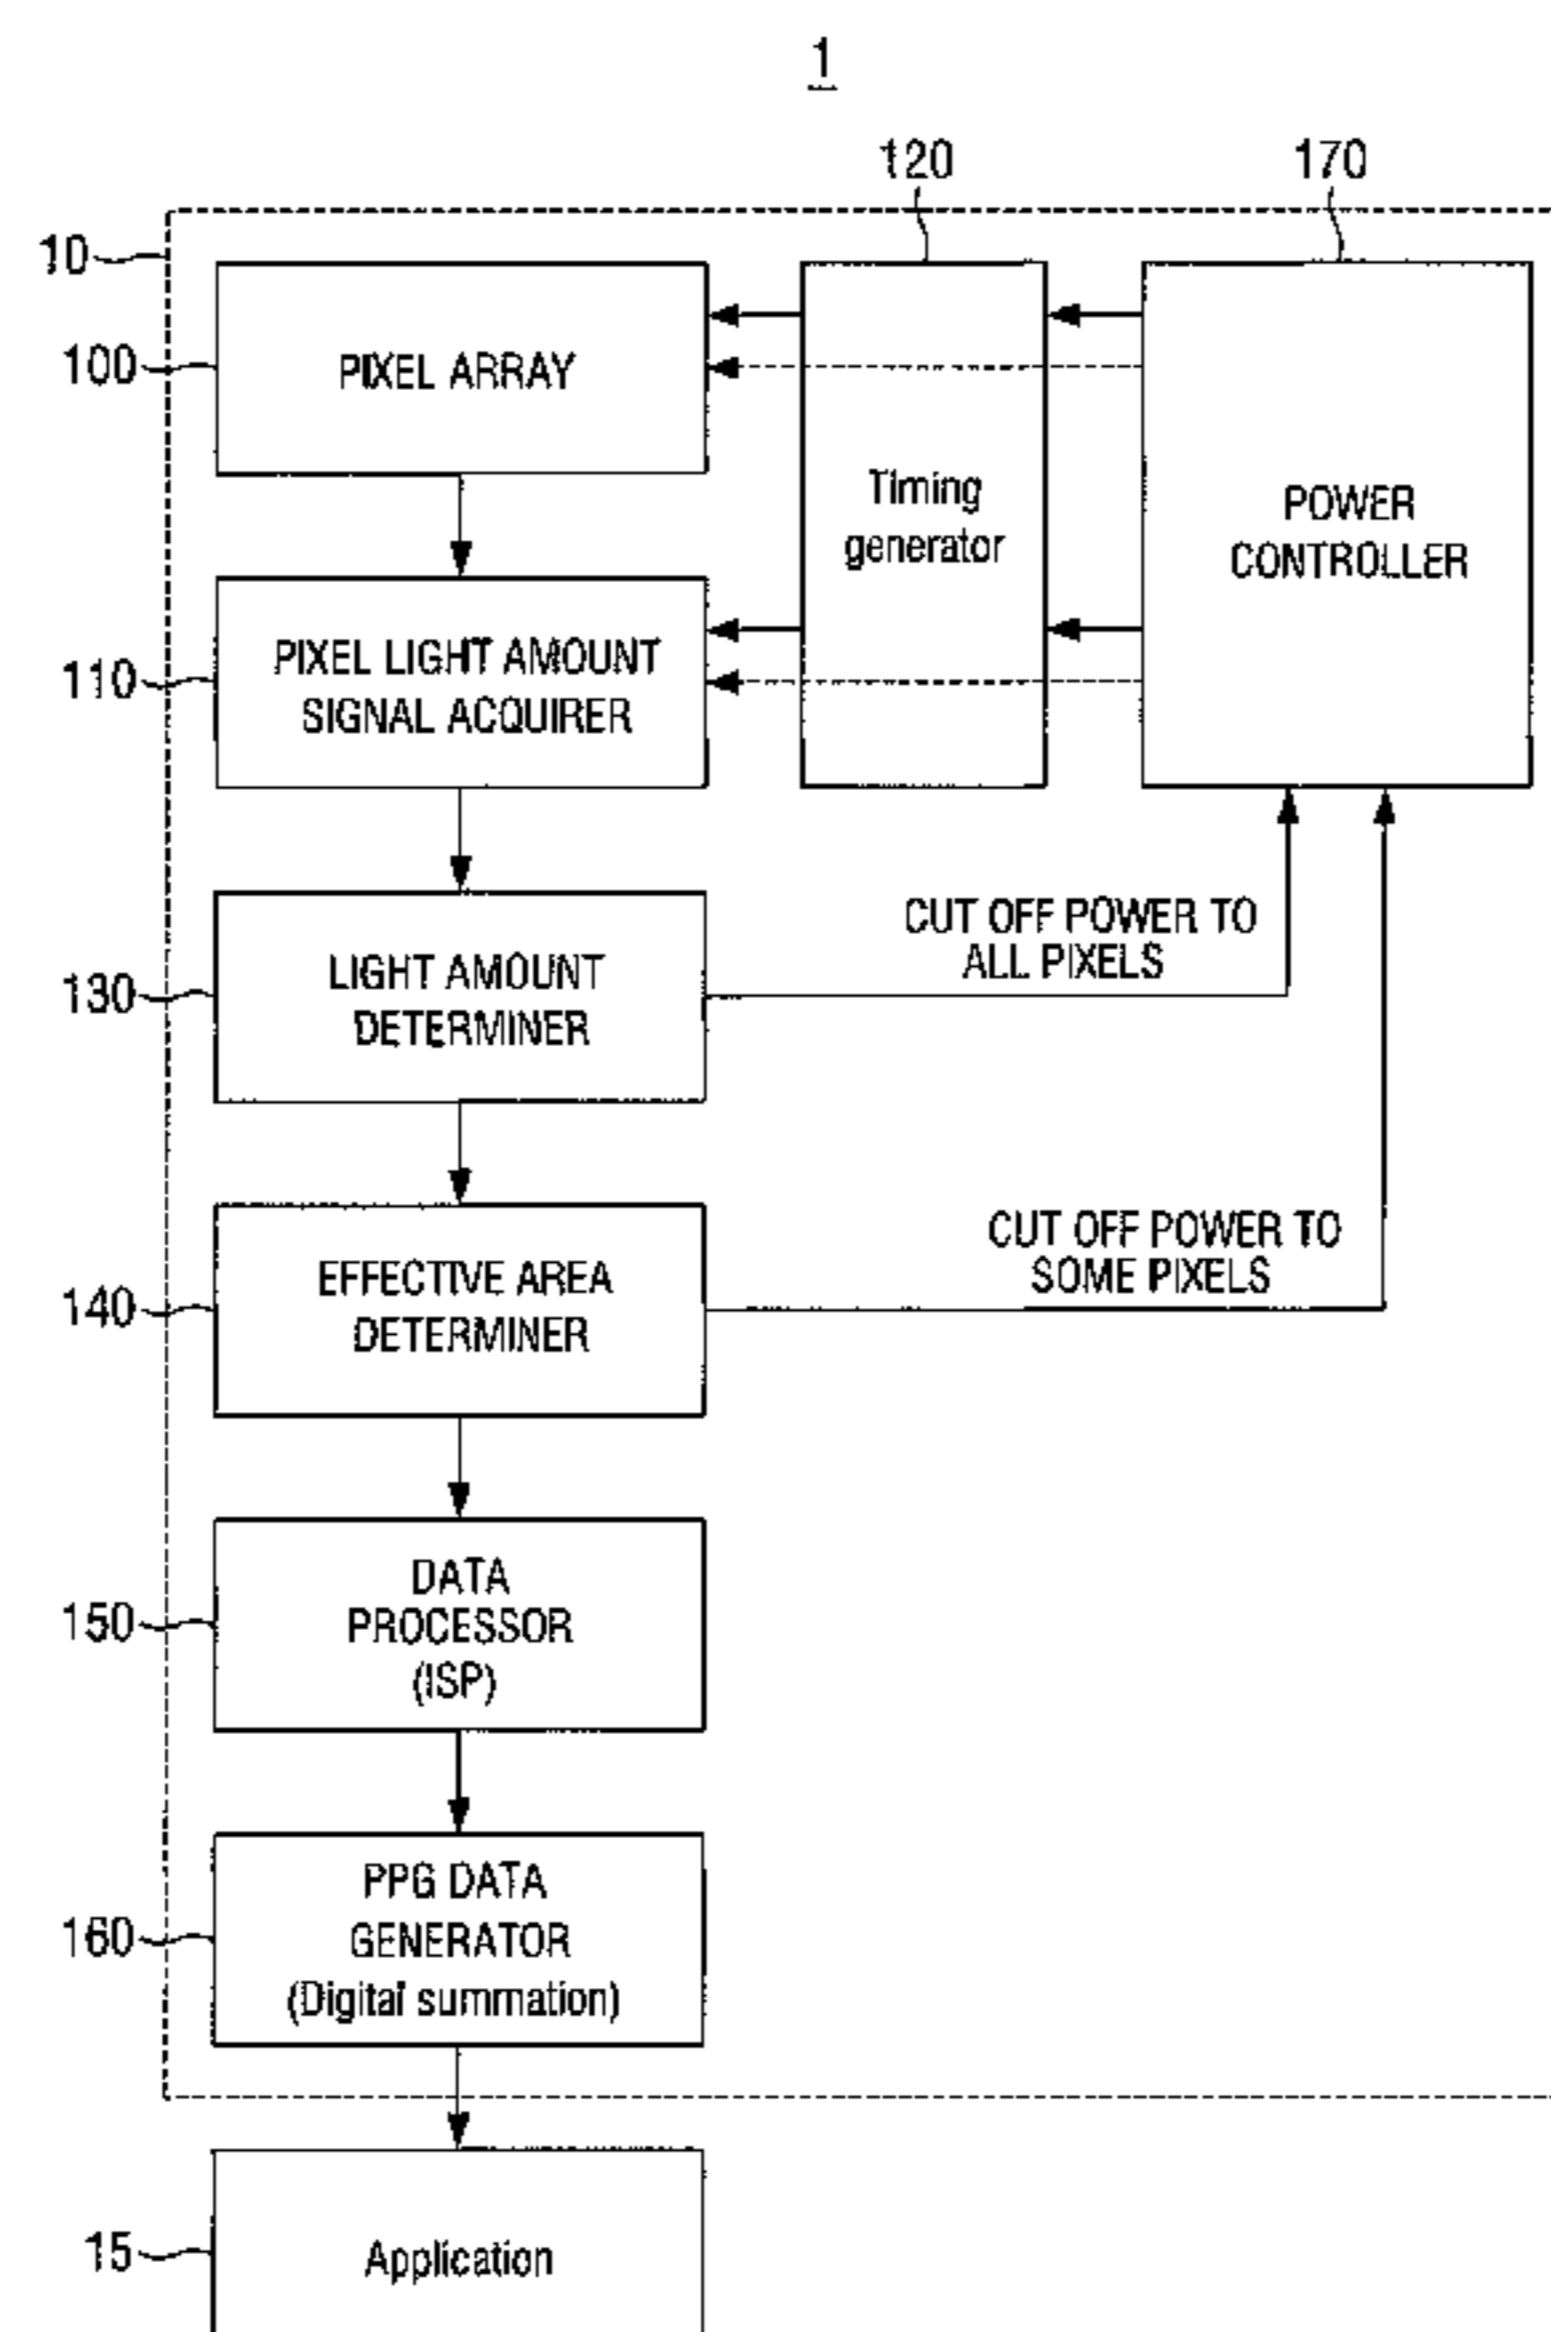 1
120
170
10
100
PIXEL ARRAY
Timing
generator
POWER
CONTROLLER
110
PIXEL LIGHT AMOUNT
SIGNAL ACQUIRER
CUT OFF POWER TO
ALL PIXELS
130
LIGHT AMOUNT
DETERMINER
CUT OFF POWER TO
SOME PIXELS
140
EFFECTIVE AREA
DETERMINER
150
DATA
PROCESSOR
(ISP)
160
PPG DATA
GENERATOR
(Digital summation)
15
Application